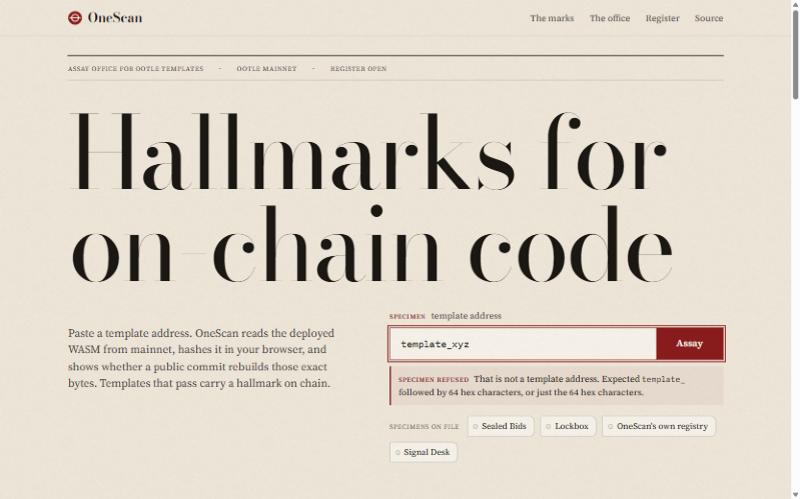 OneScan
The marks The office Register Source
ASSAY OFFICE FOR OOTLE TEMPLATES - OOTLE MAINNET - REGISTER OPEN
Hallmarks for
on-chain code
Paste a template address. OneScan reads the deployed
WASM from mainnet, hashes it in your browser, and
shows whether a public commit rebuilds those exact
bytes. Templates that pass carry a hallmark on chain.
SPECIMEN template address
template_xyz Assay
SPECIMEN REFUSED That is not a template address. Expected template_
followed by 64 hex characters, or just the 64 hex characters.
SPECIMENS ON FILE Sealed Bids Lockbox OneScan's own registry
Signal Desk